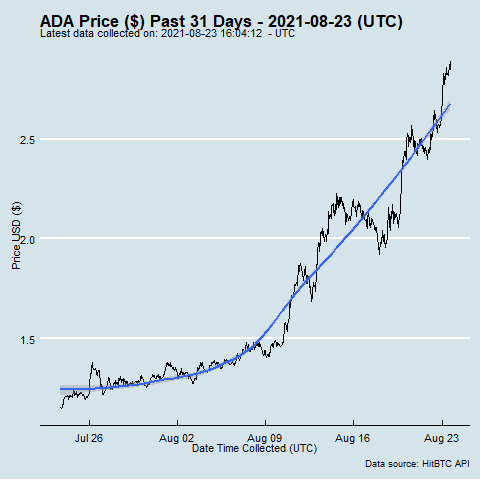 ADA Price ($) Past 31 Days - 2021-08-23 (UTC)
Latest data collected on: 2021-08-23 16:04:12 - UTC
Price USD ($)
2.5
2.0
1.5
Jul 26 Aug 02 Aug 09 Aug 16 Aug 23
Date Time Collected (UTC)
Data source: HitBTC API